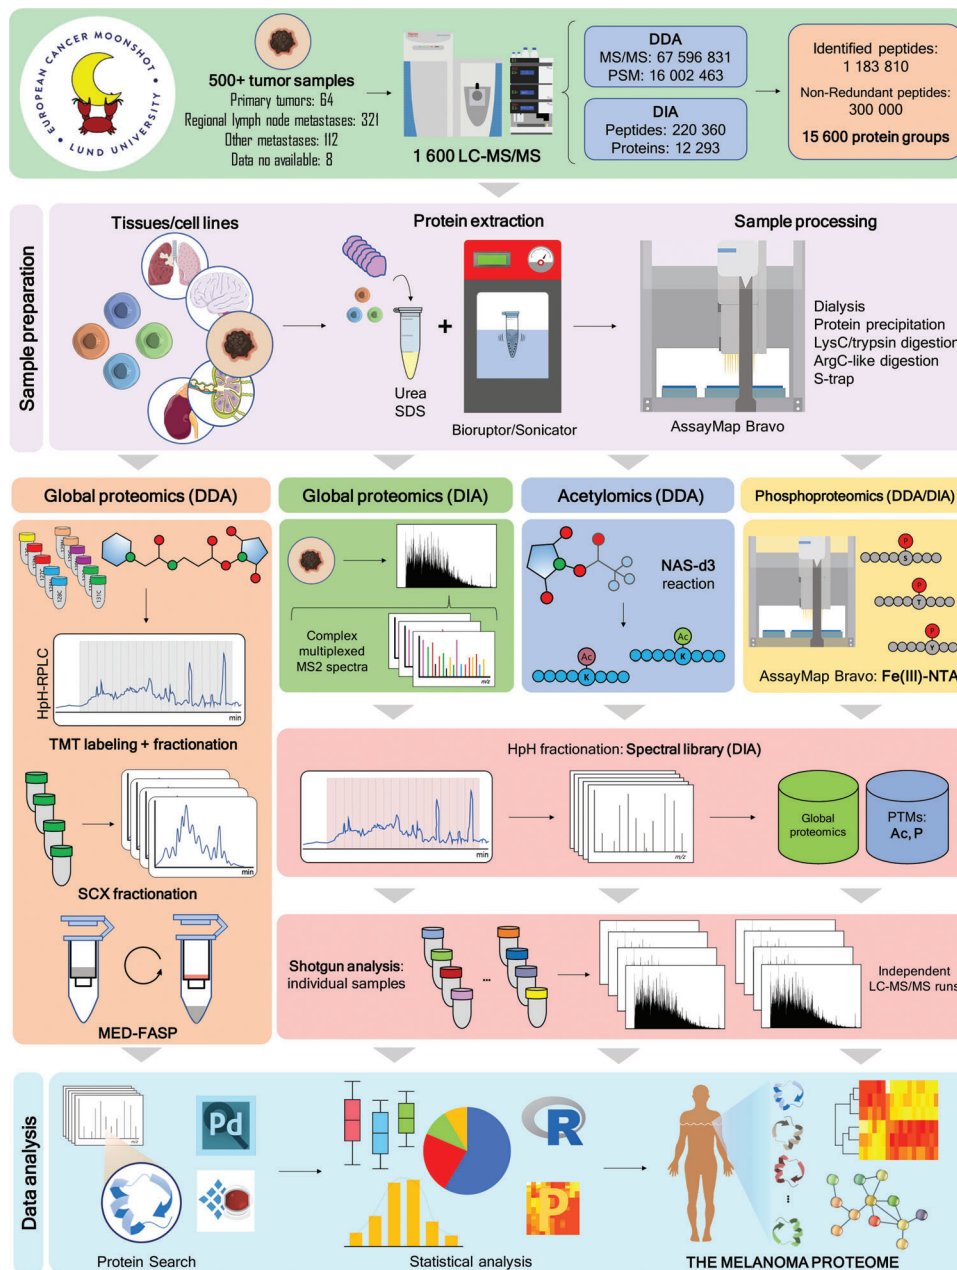 EUROPEAN CANCER MOONSHOT
LUND UNIVERSITY
500+ tumor samples
Primary tumors: 64
Regional lymph node metastases: 321
Other metastases: 112
Data no available: 8
1 600 LC-MS/MS
DDA
MS/MS: 67 596 831
PSM: 16 002 463
DIA
Peptides: 220 360
Proteins: 12 293
Identified peptides:
1 183 810
Non-Redundant peptides:
300 000
15 600 protein groups
Sample preparation
Tissues/cell lines
Protein extraction
Urea
SDS
+
Bioruptor/Sonicator
Sample processing
Dialysis
Protein precipitation
LysC/trypsin digestion
ArgC-like digestion
S-trap
AssayMap Bravo
Global proteomics (DDA)
128C
131C
HpH-RPLC
min
TMT labeling + fractionation
min
SCX fractionation
MED-FASP
Global proteomics (DIA)
Complex
multiplexed
MS2 spectra
m/z
Acetylomics (DDA)
NAS-d3
reaction
Ac
K
Ac
K
Phosphoproteomics (DDA/DIA)
P
S
P
T
P
Y
AssayMap Bravo: Fe(III)-NTA
HpH fractionation: Spectral library (DIA)
min
m/z
Global
proteomics
PTMs:
Ac, P
Shotgun analysis:
individual samples
...
Independent
LC-MS/MS runs
Data analysis
m/z
Pd
Protein Search
R
P
Statistical analysis
THE MELANOMA PROTEOME